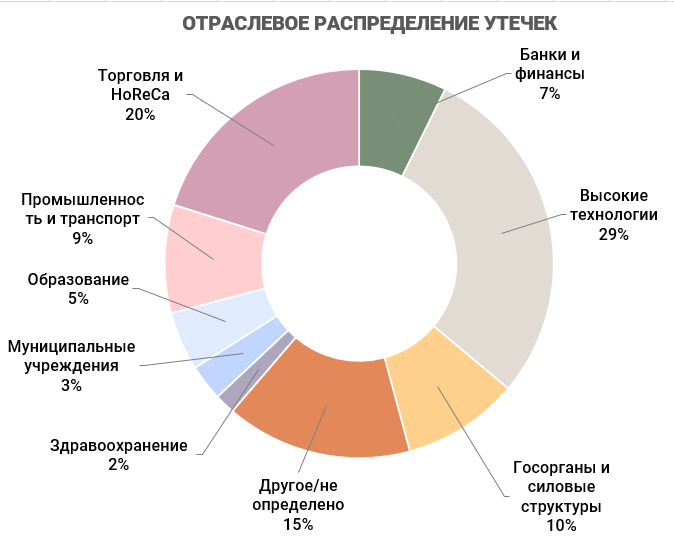 ОТРАСЛЕВОЕ РАСПРЕДЕЛЕНИЕ УТЕЧЕК
Банки и
финансы
7%
Высокие
технологии
29%
Госорганы и
силовые
структуры
10%
Другое/не
определено
15%
Здравоохранение
2%
Муниципальные
учреждения
3%
Образование
5%
Промышленнос
ть и транспорт
9%
Торговля и
HoReCa
20%